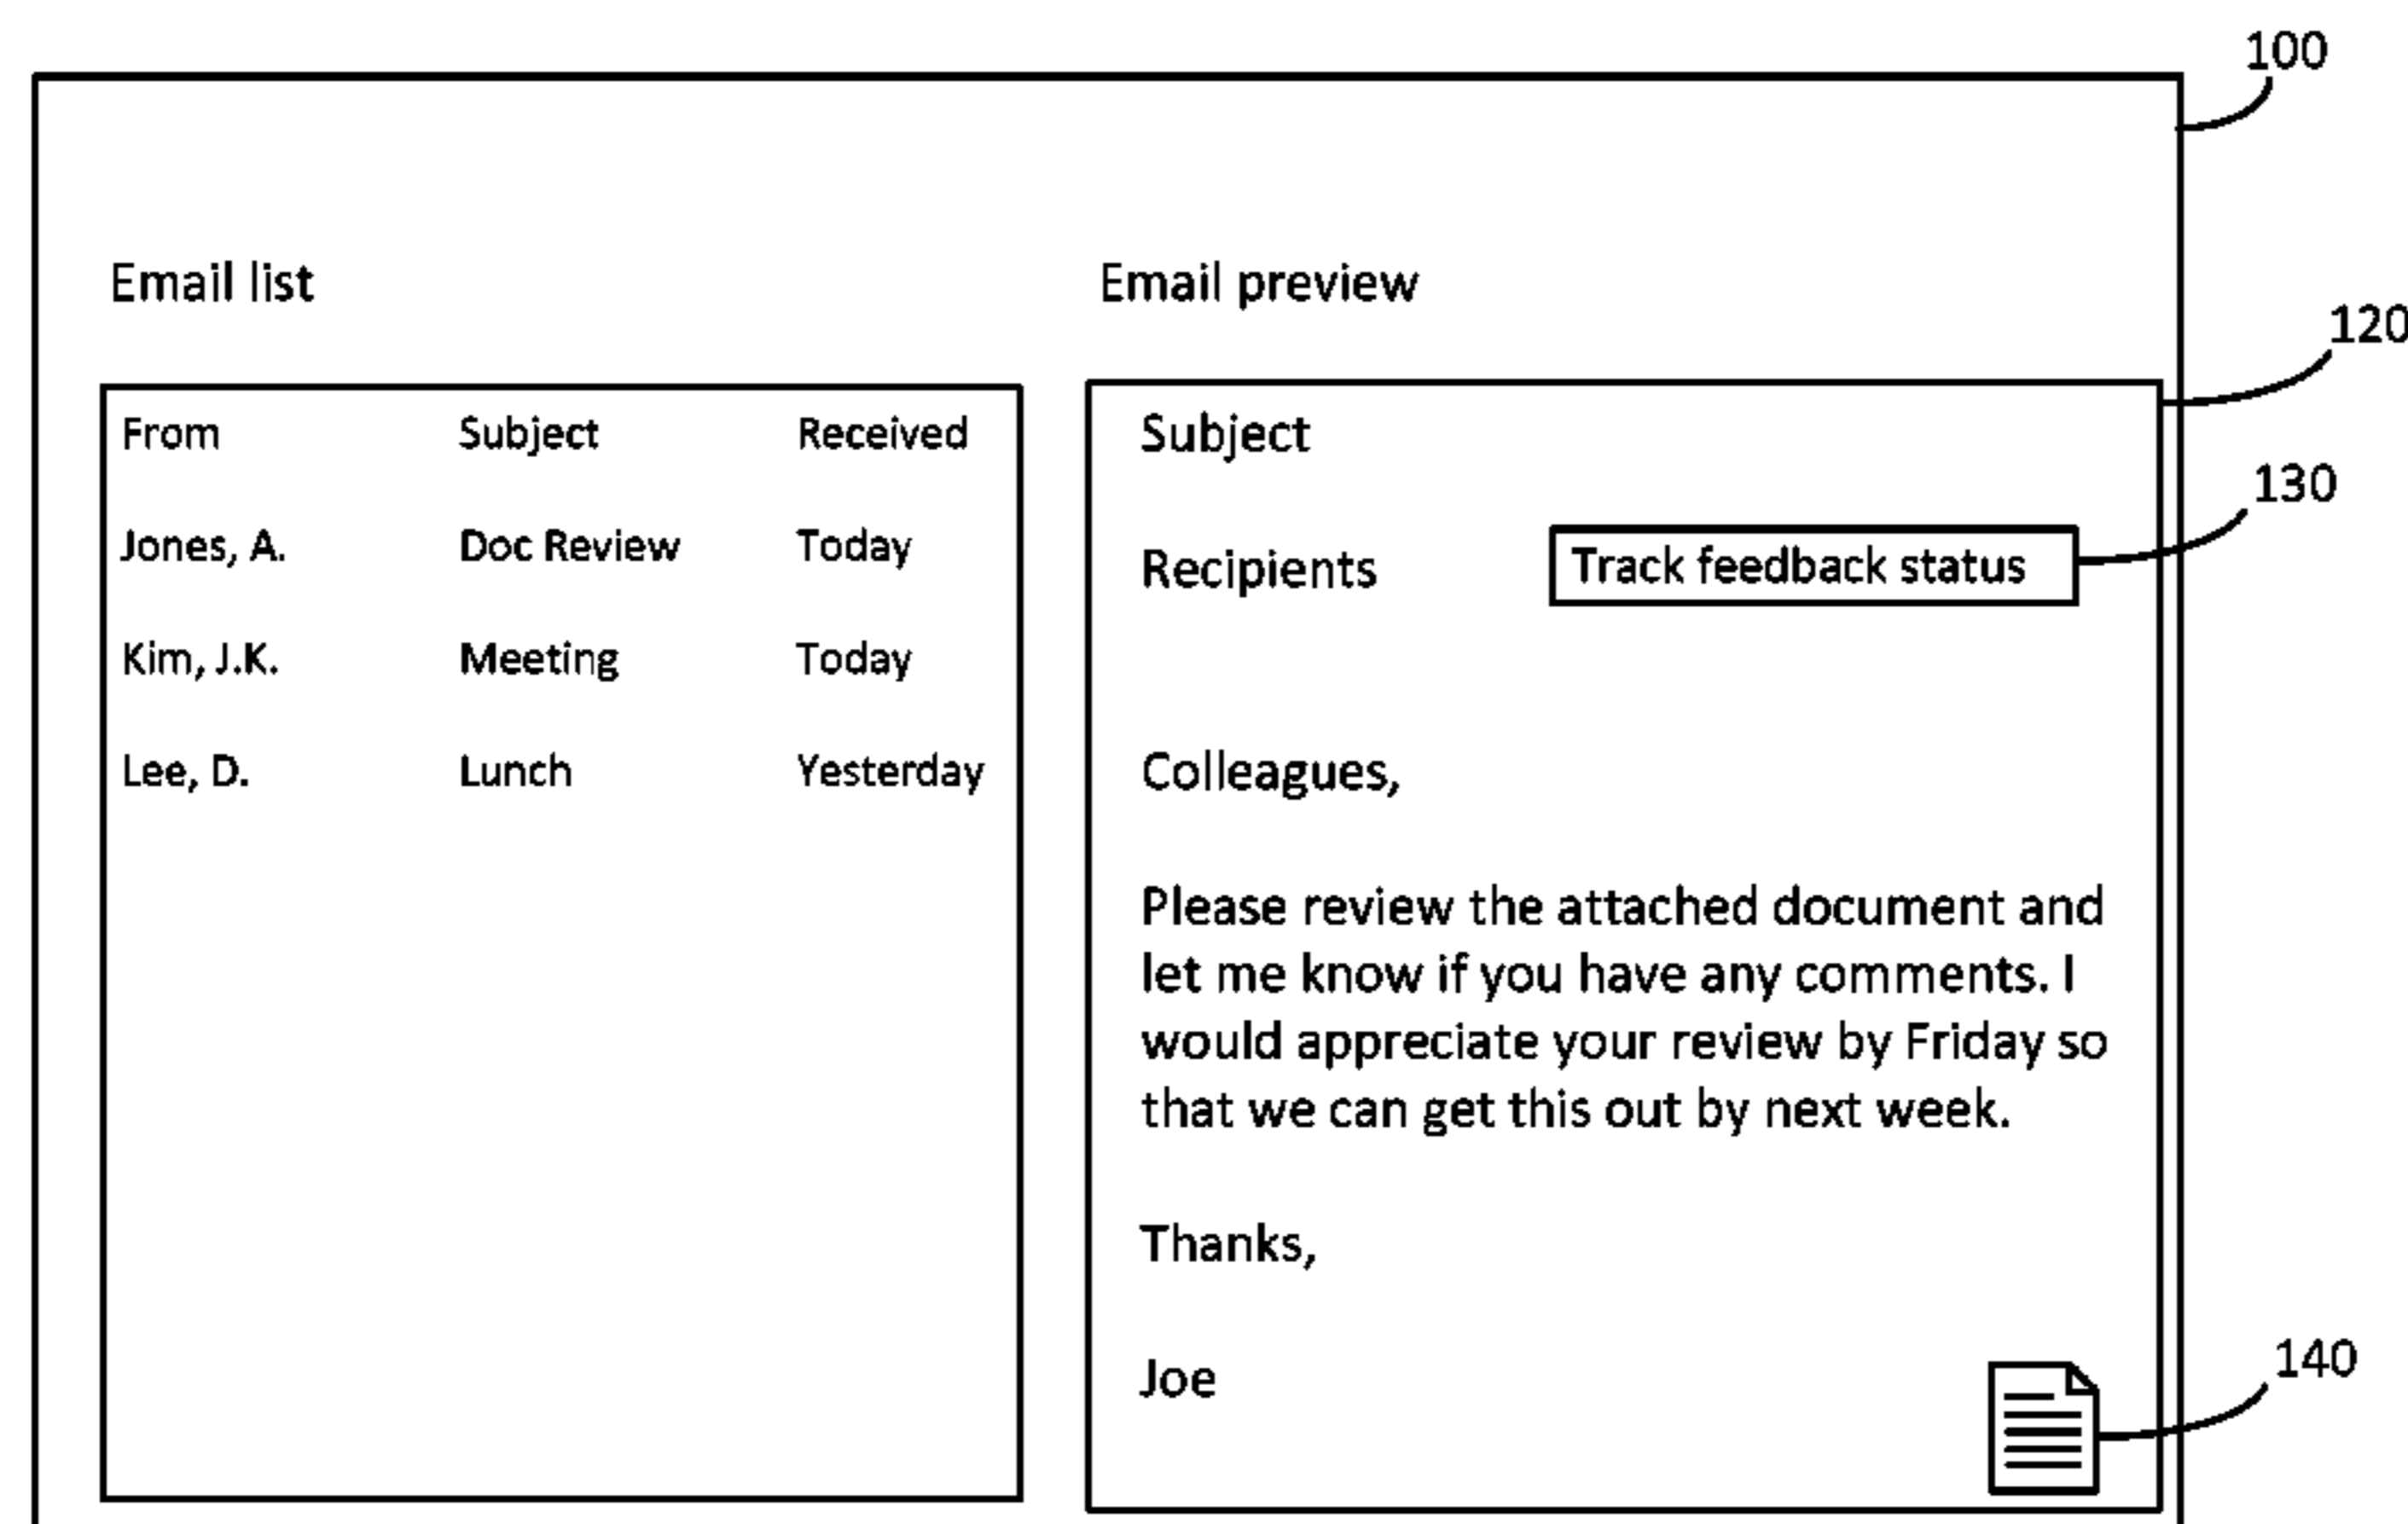 100
Email list
Email preview
120
From Subject Received
Jones, A. Doc Review Today
Kim, J.K. Meeting Today
Lee, D. Lunch Yesterday
Subject
130
Recipients
Track feedback status
Colleagues,
Please review the attached document and
let me know if you have any comments. I
would appreciate your review by Friday so
that we can get this out by next week.
Thanks,
Joe
140